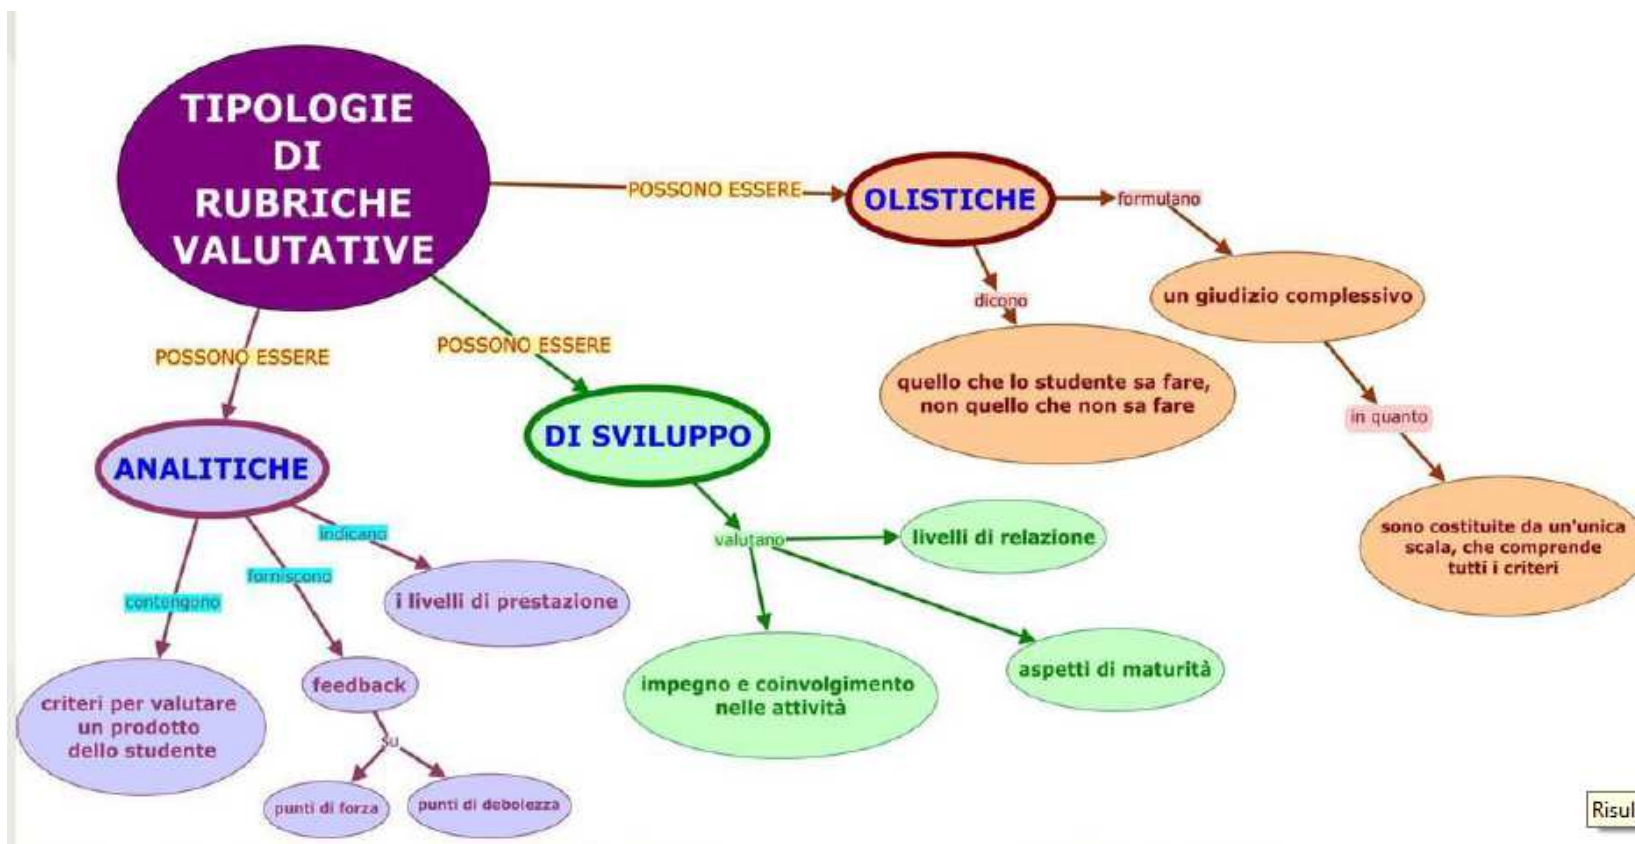 TIPOLOGIE
DI
RUBRICHE
VALUTATIVE
POSSONO ESSERE
OLISTICHE
formulano
un giudizio complessivo
in quanto
sono costituite da un'unica
scala, che comprende
tutti i criteri
dicono
quello che lo studente sa fare,
non quello che non sa fare
POSSONO ESSERE
DI SVILUPPO
valutano
livelli di relazione
aspetti di maturità
impegno e coinvolgimento
nelle attività
POSSONO ESSERE
ANALITICHE
indicano
i livelli di prestazione
forniscono
feedback
su
punti di forza
punti di debolezza
contengono
criteri per valutare
un prodotto
dello studente
Risul